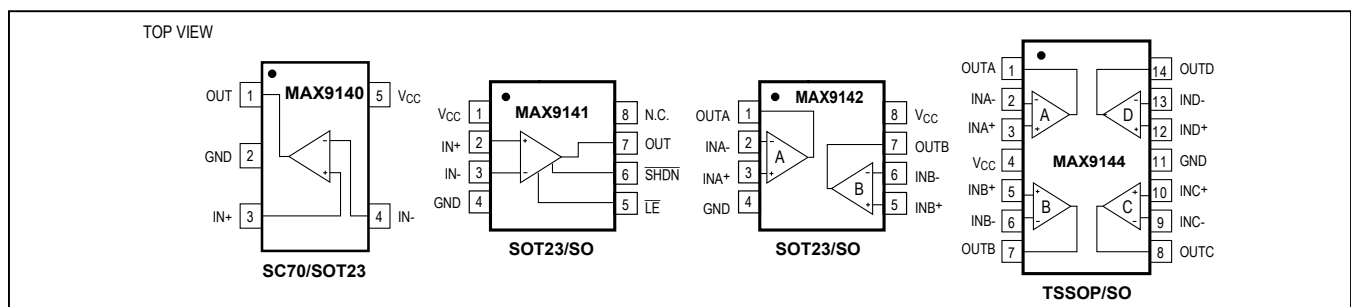 TOP VIEW
MAX9140
OUT 1
5 VCC
GND 2
IN+ 3
4 IN-
SC70/SOT23
MAX9141
VCC 1
8 N.C.
IN+ 2
7 OUT
IN- 3
6 SHDN
GND 4
5 LE
+
-
SOT23/SO
MAX9142
OUTA 1
8 VCC
INA- 2
7 OUTB
INA+ 3
6 INB-
GND 4
5 INB+
A
B
SOT23/SO
OUTA 1
14 OUTD
INA- 2
13 IND-
INA+ 3
12 IND+
A
D
VCC 4
MAX9144
11 GND
INB+ 5
10 INC+
INB- 6
9 INC-
B
C
OUTB 7
8 OUTC
TSSOP/SO